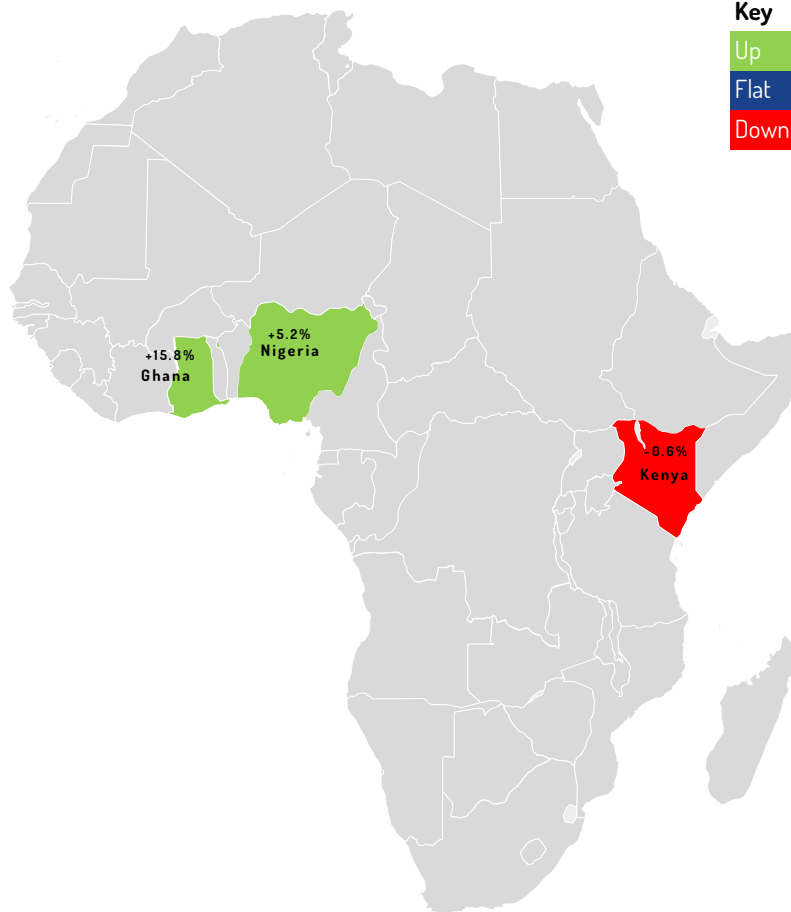 Key
Up
Flat
Down
+5.2%
Nigeria
+15.8%
Ghana
-0.6%
Kenya